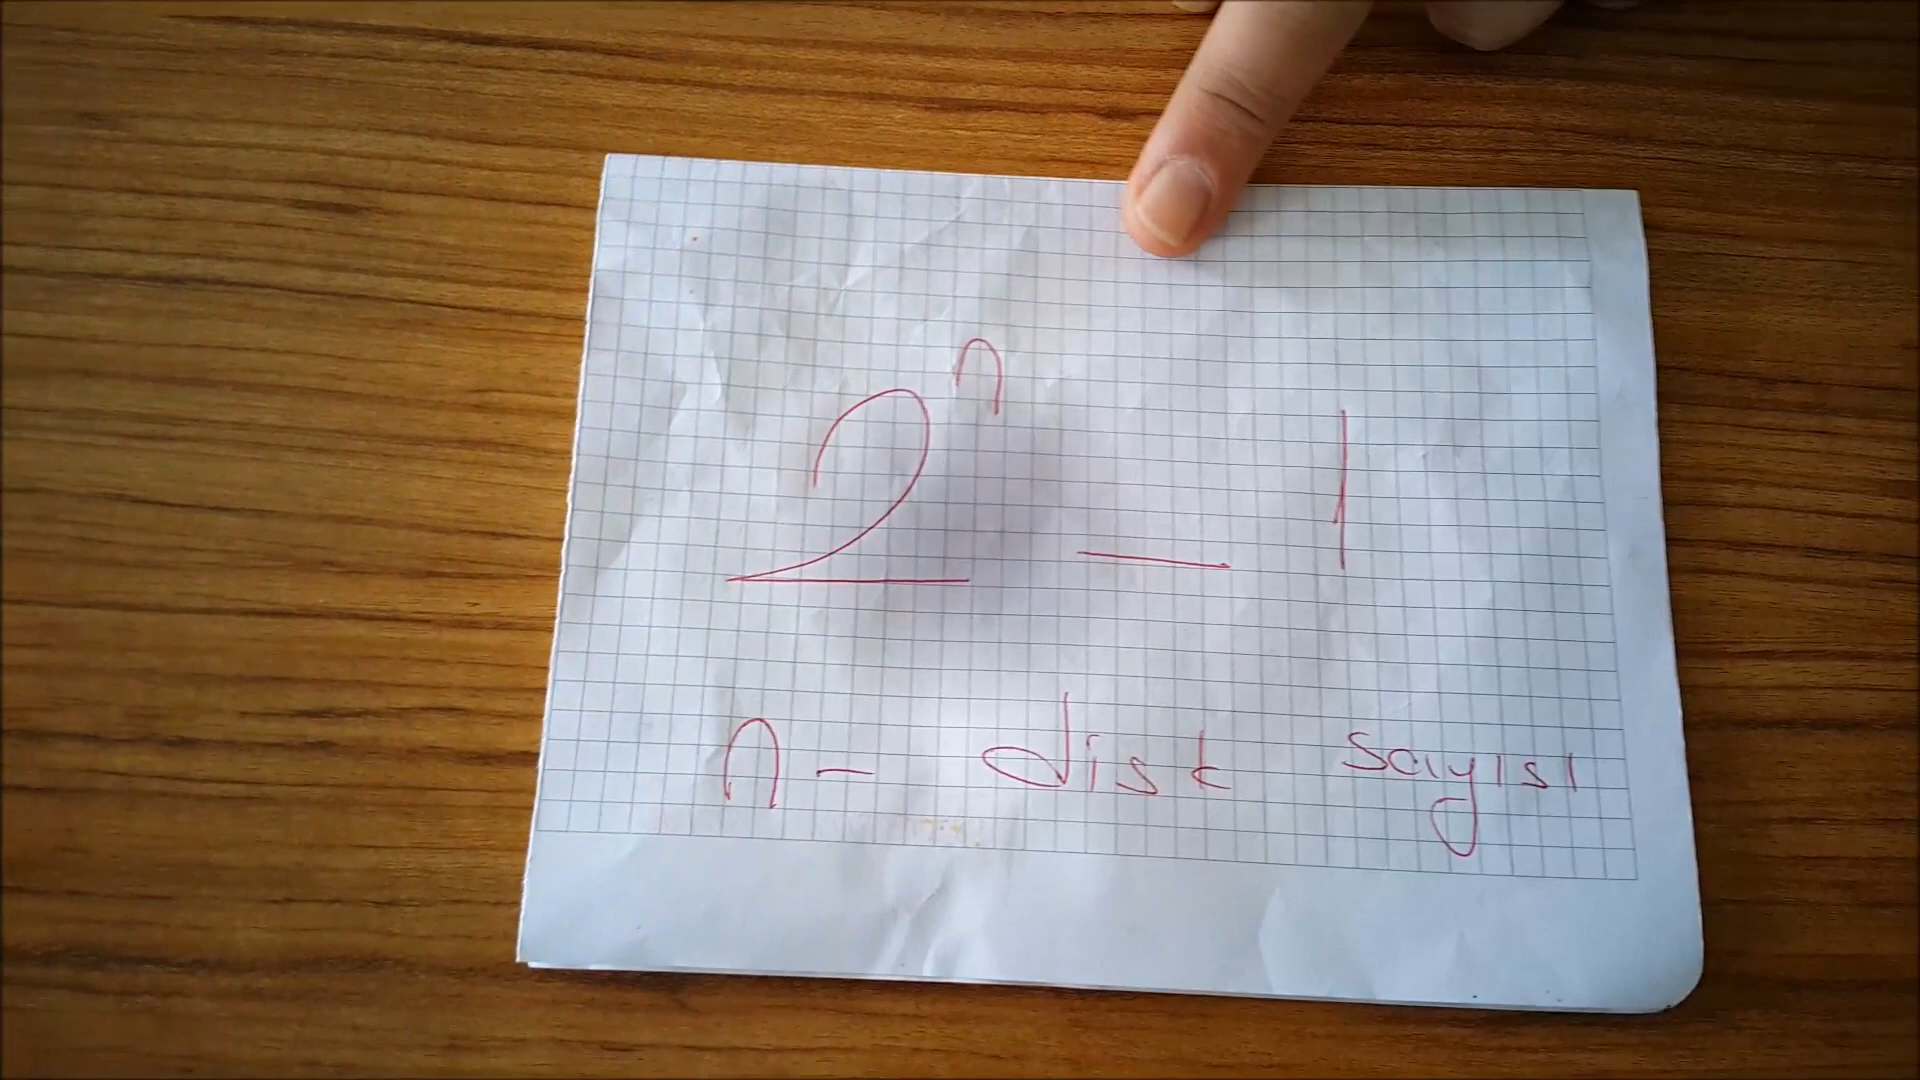 2ⁿ - 1
n - disk sayısı